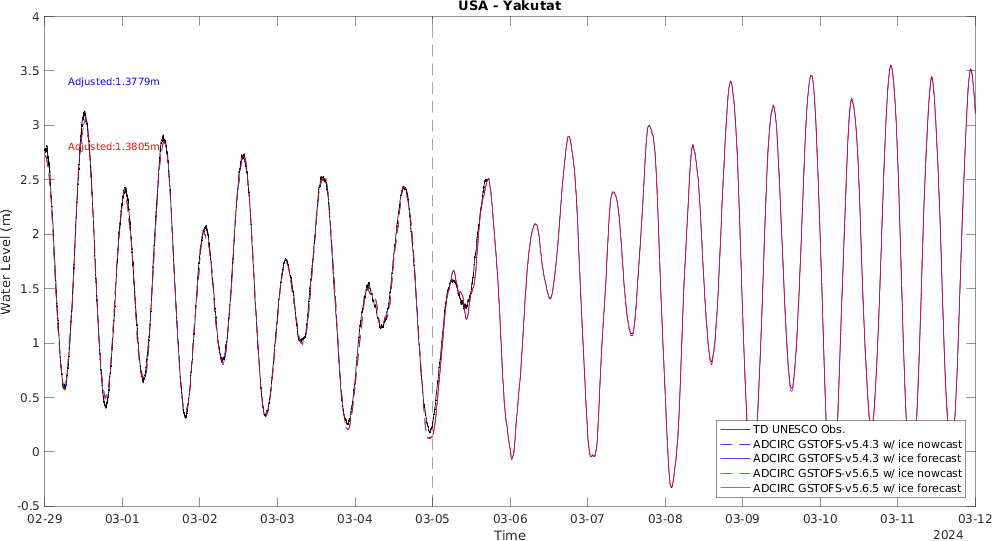 USA - Yakutat
4
3.5
3
2.5
2
1.5
1
0.5
0
-0.5
Water Level (m)
Adjusted:1.3779m
Adjusted:1.3805m
TD UNESCO Obs.
ADCIRC GSTOFS-v5.4.3 w/ ice nowcast
ADCIRC GSTOFS-v5.4.3 w/ ice forecast
ADCIRC GSTOFS-v5.6.5 w/ ice nowcast
ADCIRC GSTOFS-v5.6.5 w/ ice forecast
02-29 03-01 03-02 03-03 03-04 03-05 03-06 03-07 03-08 03-09 03-10 03-11 03-12
Time
2024